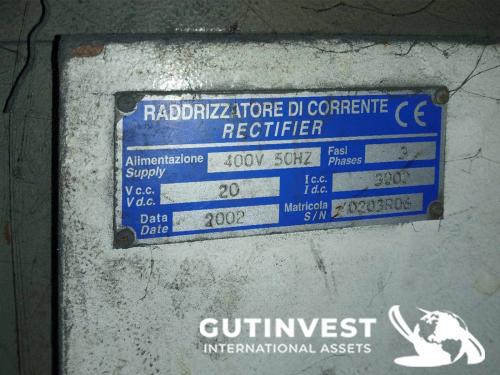 RADDRIZZATORE DI CORRENTE CE
RECTIFIER
Alimentazione 400V 50HZ Fasi 3
Supply Phases
V c.c. 20 I c.c.
V d.c. I d.c.
Data 2002 Matricola
Date S/N
GUTINVEST
INTERNATIONAL ASSETS